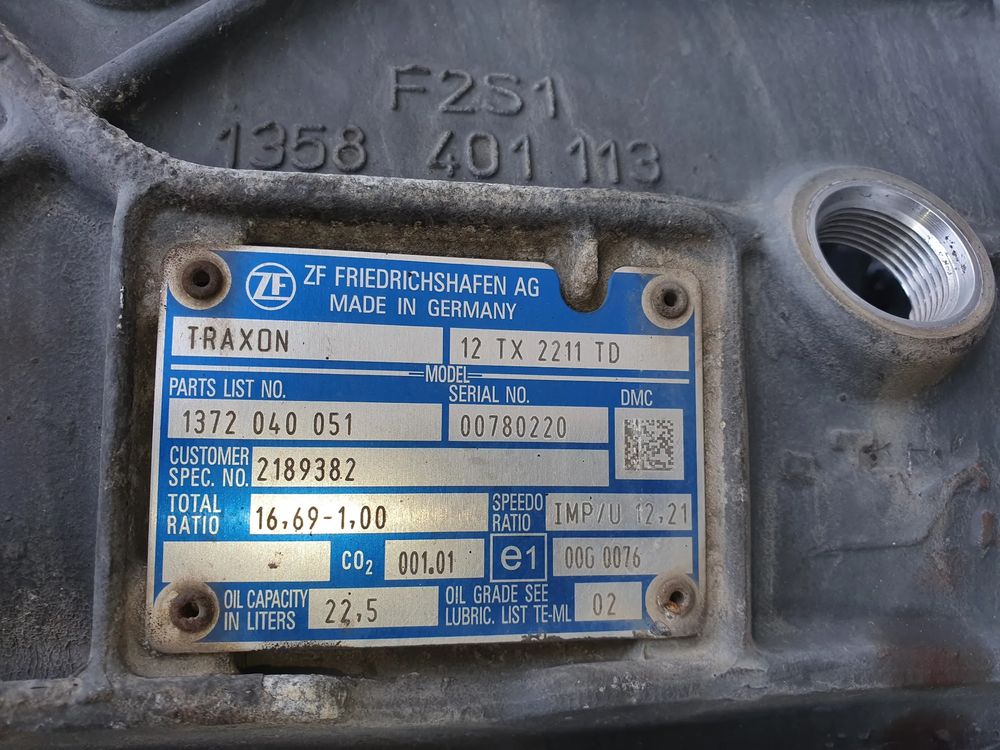 F2S1
1358 401 113
ZF ZF FRIEDRICHSHAFEN AG
MADE IN GERMANY
TRAXON 12 TX 2211 TD
MODEL
PARTS LIST NO. SERIAL NO. DMC
1372 040 051 00780220
CUSTOMER
SPEC. NO. 2189382
TOTAL
RATIO 16,69-1,00 SPEEDO
RATIO IMP/U 12,21
CO2 001.01 e1 00G 0076
OIL CAPACITY
IN LITERS 22,5 OIL GRADE SEE
LUBRIC. LIST TE-ML 02